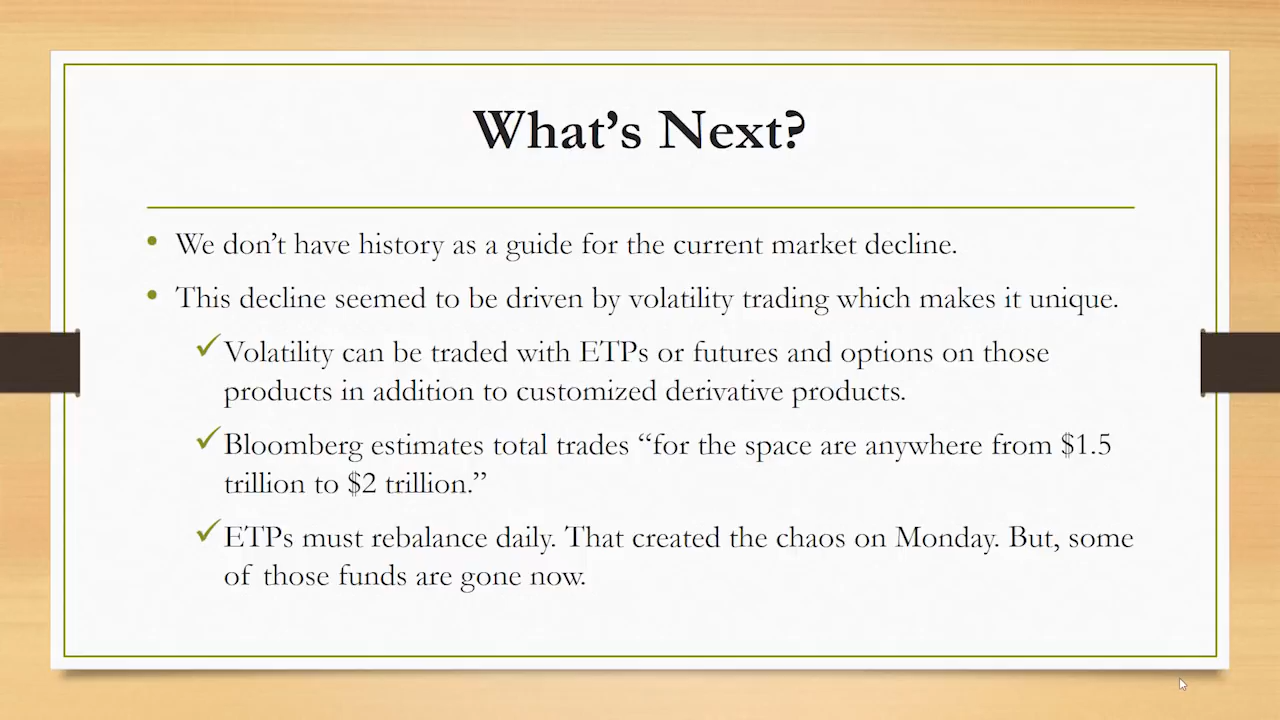 What’s Next?
• We don’t have history as a guide for the current market decline.
• This decline seemed to be driven by volatility trading which makes it unique.
✓ Volatility can be traded with ETPs or futures and options on those
products in addition to customized derivative products.
✓ Bloomberg estimates total trades “for the space are anywhere from $1.5
trillion to $2 trillion.”
✓ ETPs must rebalance daily. That created the chaos on Monday. But, some
of those funds are gone now.